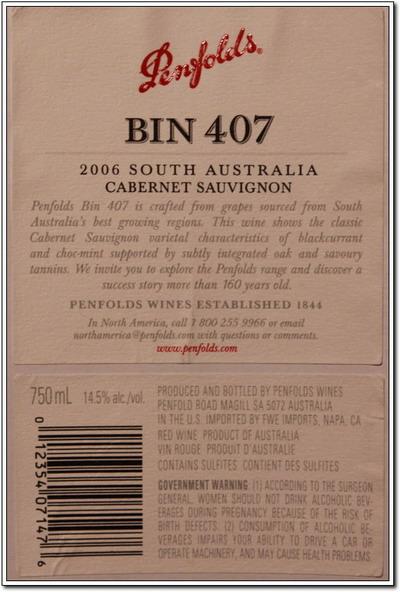 Penfolds.
BIN 407
2006 SOUTH AUSTRALIA
CABERNET SAUVIGNON
Penfolds Bin 407 is crafted from grapes sourced from South
Australia's best growing regions. This wine shows the classic
Cabernet Sauvignon varietal characteristics of blackcurrant
and choc-mint supported by subtly integrated oak and savoury
tannins. We invite you to explore the Penfolds range and discover a
success story more than 160 years old.
PENFOLDS WINES ESTABLISHED 1844
In North America, call 1 800 255 9966 or email
northamerica@penfolds.com with questions or comments.
www.penfolds.com
750 mL 14.5% alc./vol.
0 12354 07147 6
PRODUCED AND BOTTLED BY PENFOLDS WINES
PENFOLD ROAD MAGILL SA 5072 AUSTRALIA
IN THE U.S. IMPORTED BY FWE IMPORTS, NAPA, CA
RED WINE PRODUCT OF AUSTRALIA
VIN ROUGE PRODUIT D'AUSTRALIE
CONTAINS SULFITES CONTIENT DES SULFITES
GOVERNMENT WARNING: (1) ACCORDING TO THE SURGEON
GENERAL, WOMEN SHOULD NOT DRINK ALCOHOLIC BEV-
ERAGES DURING PREGNANCY BECAUSE OF THE RISK OF
BIRTH DEFECTS. (2) CONSUMPTION OF ALCOHOLIC BE-
VERAGES IMPAIRS YOUR ABILITY TO DRIVE A CAR OR
OPERATE MACHINERY, AND MAY CAUSE HEALTH PROBLEMS.